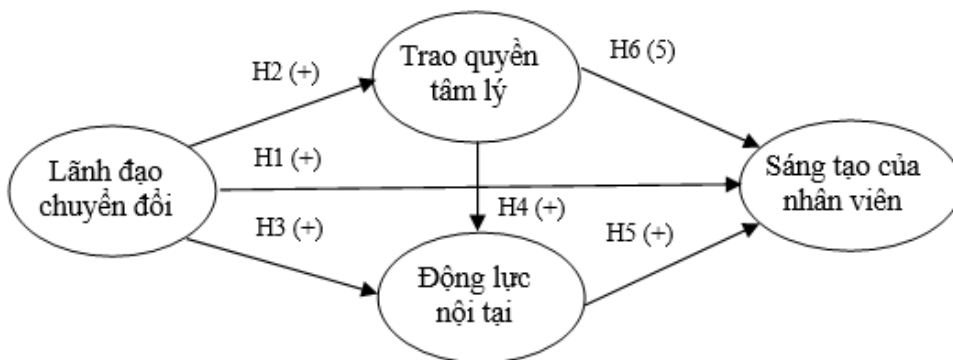 H2 (+)
Trao quyền
tâm lý
H6 (5)
Lãnh đạo
chuyển đổi
H1 (+)
Sáng tạo của
nhân viên
H3 (+)
H4 (+)
H5 (+)
Động lực
nội tại